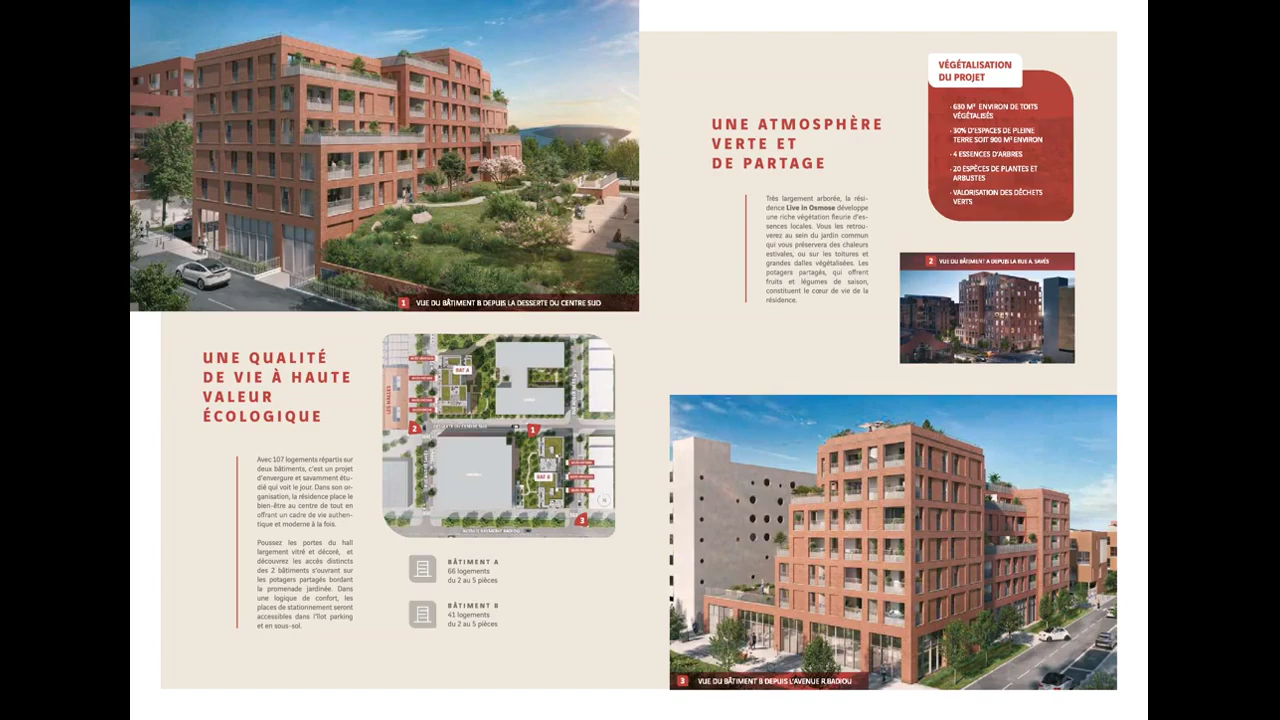 1 VUE DU BÂTIMENT B DEPUIS LA DESSERTE DU CENTRE SUD
UNE QUALITÉ
DE VIE À HAUTE
VALEUR
ÉCOLOGIQUE
Avec 107 logements répartis sur
deux bâtiments, c'est un projet
d'envergure et savamment étu-
dié qui voit le jour. Dans son or-
ganisation, la résidence place le
bien-être au centre de tout en
offrant un cadre de vie authen-
tique et moderne à la fois.
Poussez les portes du hall
largement vitré et décoré, et
découvrez les accès distincts
des 2 bâtiments s'ouvrant sur
les potagers partagés bordant
la promenade jardinée. Dans
une logique de confort, les
places de stationnement seront
accessibles dans l'îlot parking
et en sous-sol.
BAT A
LES HALLES
2
1
BAT B
3
AVENUE RAYMOND BADIOU
BÂTIMENT A
66 logements
du 2 au 5 pièces
BÂTIMENT B
41 logements
du 2 au 5 pièces
UNE ATMOSPHÈRE
VERTE ET
DE PARTAGE
Très largement arborée, la rési-
dence Live in Osmose développe
une riche végétation fleurie d'es-
sences locales. Vous les retrou-
verez au sein du jardin commun
qui vous préservera des chaleurs
estivales, ou sur les toitures et
grandes dalles végétalisées. Les
potagers partagés, qui offrent
fruits et légumes de saison,
constituent le cœur de vie de la
résidence.
VÉGÉTALISATION
DU PROJET
· 630 M² ENVIRON DE TOITS
VÉGÉTALISÉS
· 30% D'ESPACES DE PLEINE
TERRE SOIT 900 M² ENVIRON
· 4 ESSENCES D'ARBRES
· 20 ESPÈCES DE PLANTES ET
ARBUSTES
· VALORISATION DES DÉCHETS
VERTS
2 VUE DU BÂTIMENT A DEPUIS LA RUE A. SAVÉS
3 VUE DU BÂTIMENT B DEPUIS L'AVENUE R.BADIOU